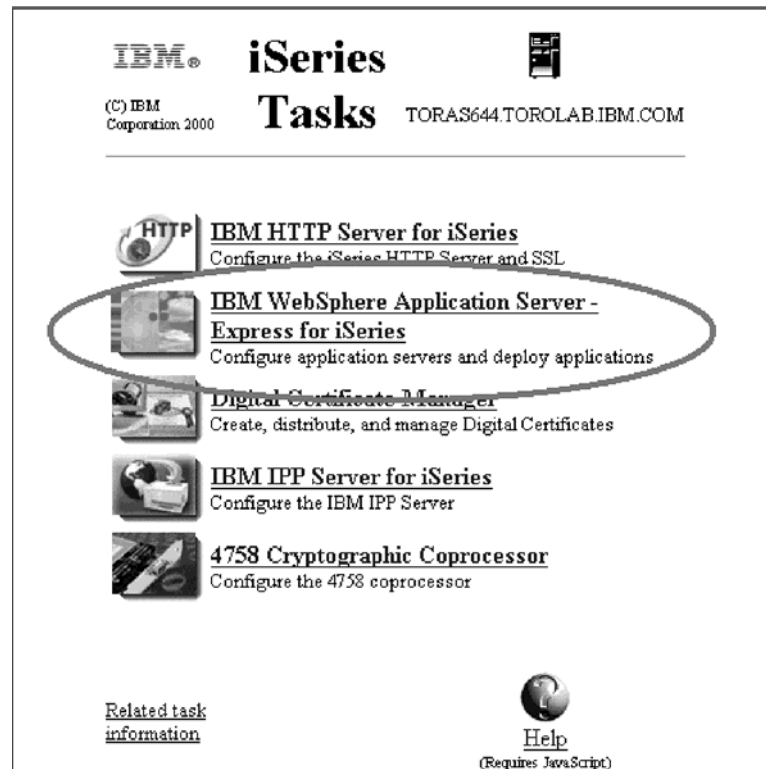 IBM®
iSeries
Tasks
(C) IBM
Corporation 2000
TORAS644.TOROLAB.IBM.COM
HTTP
IBM HTTP Server for iSeries
Configure the iSeries HTTP Server and SSL
IBM WebSphere Application Server -
Express for iSeries
Configure application servers and deploy applications
Digital Certificate Manager
Create, distribute, and manage Digital Certificates
IBM IPP Server for iSeries
Configure the IBM IPP Server
4758 Cryptographic Coprocessor
Configure the 4758 coprocessor
Related task
information
Help
(Requires JavaScript)